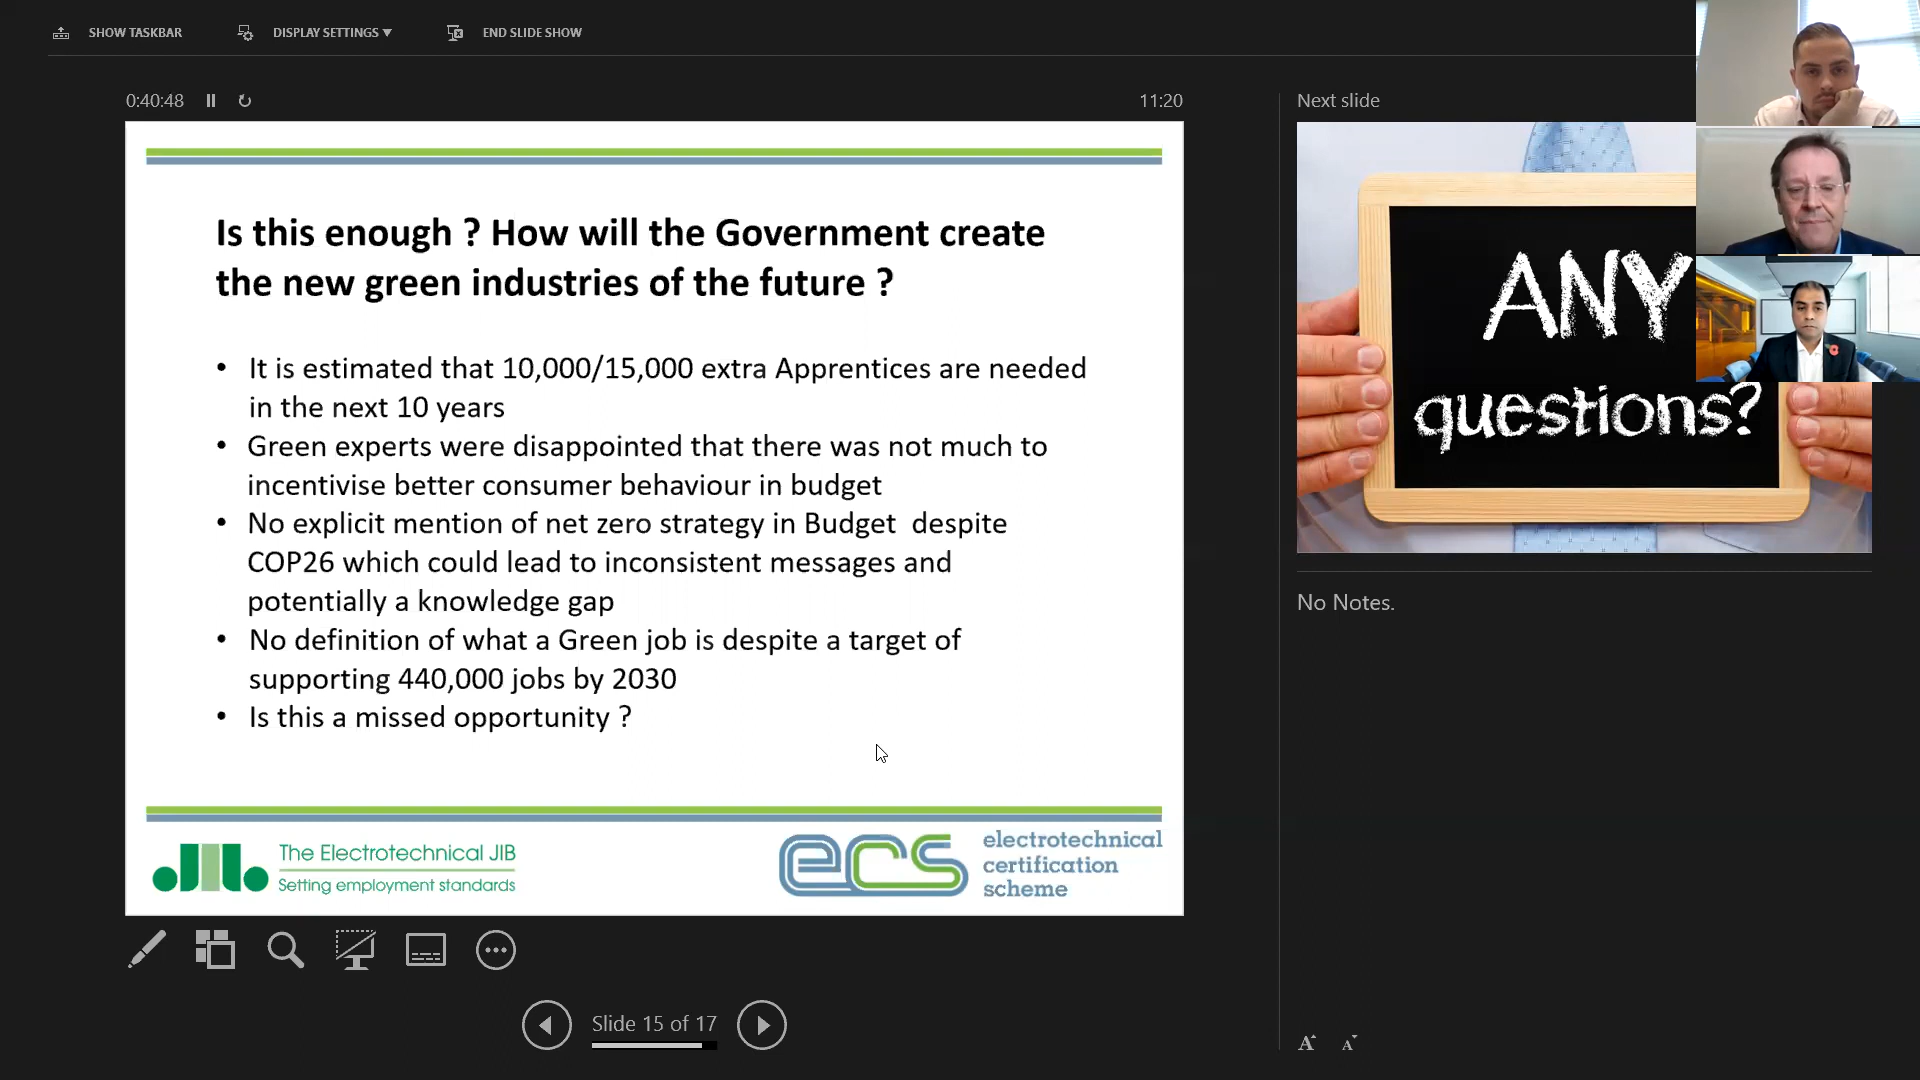 SHOW TASKBAR
DISPLAY SETTINGS ▾
END SLIDE SHOW
0:40:48
11:20
Is this enough ? How will the Government create
the new green industries of the future ?
• It is estimated that 10,000/15,000 extra Apprentices are needed
in the next 10 years
• Green experts were disappointed that there was not much to
incentivise better consumer behaviour in budget
• No explicit mention of net zero strategy in Budget  despite
COP26 which could lead to inconsistent messages and
potentially a knowledge gap
• No definition of what a Green job is despite a target of
supporting 440,000 jobs by 2030
• Is this a missed opportunity ?
JIb
The Electrotechnical JIB
Setting employment standards
ecs
electrotechnical
certification
scheme
Slide 15 of 17
Next slide
ANY
questions?
No Notes.
A A